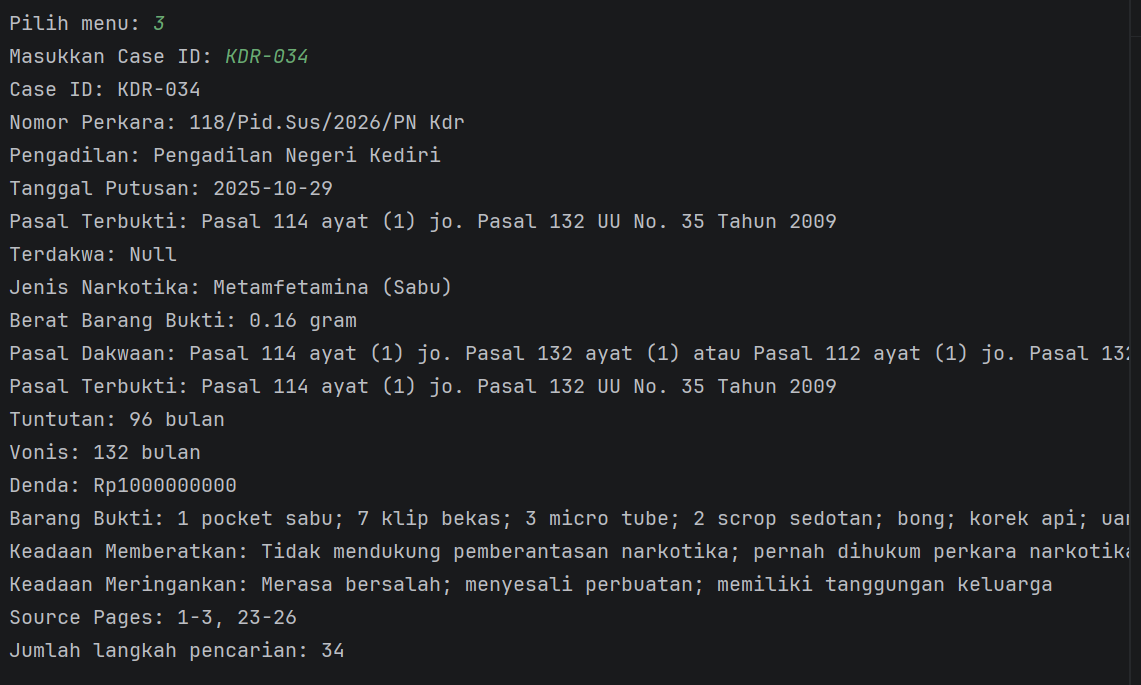 Pilih menu: 3
Masukkan Case ID: KDR-034
Case ID: KDR-034
Nomor Perkara: 118/Pid.Sus/2026/PN Kdr
Pengadilan: Pengadilan Negeri Kediri
Tanggal Putusan: 2025-10-29
Pasal Terbukti: Pasal 114 ayat (1) jo. Pasal 132 UU No. 35 Tahun 2009
Terdakwa: Null
Jenis Narkotika: Metamfetamina (Sabu)
Berat Barang Bukti: 0.16 gram
Pasal Dakwaan: Pasal 114 ayat (1) jo. Pasal 132 ayat (1) atau Pasal 112 ayat (1) jo. Pasal 132
Pasal Terbukti: Pasal 114 ayat (1) jo. Pasal 132 UU No. 35 Tahun 2009
Tuntutan: 96 bulan
Vonis: 132 bulan
Denda: Rp1000000000
Barang Bukti: 1 pocket sabu; 7 klip bekas; 3 micro tube; 2 scrop sedotan; bong; korek api;
Keadaan Memberatkan: Tidak mendukung pemberantasan narkotika; pernah dihukum perkara narkotika
Keadaan Meringankan: Merasa bersalah; menyesali perbuatan; memiliki tanggungan keluarga
Source Pages: 1-3, 23-26
Jumlah langkah pencarian: 34